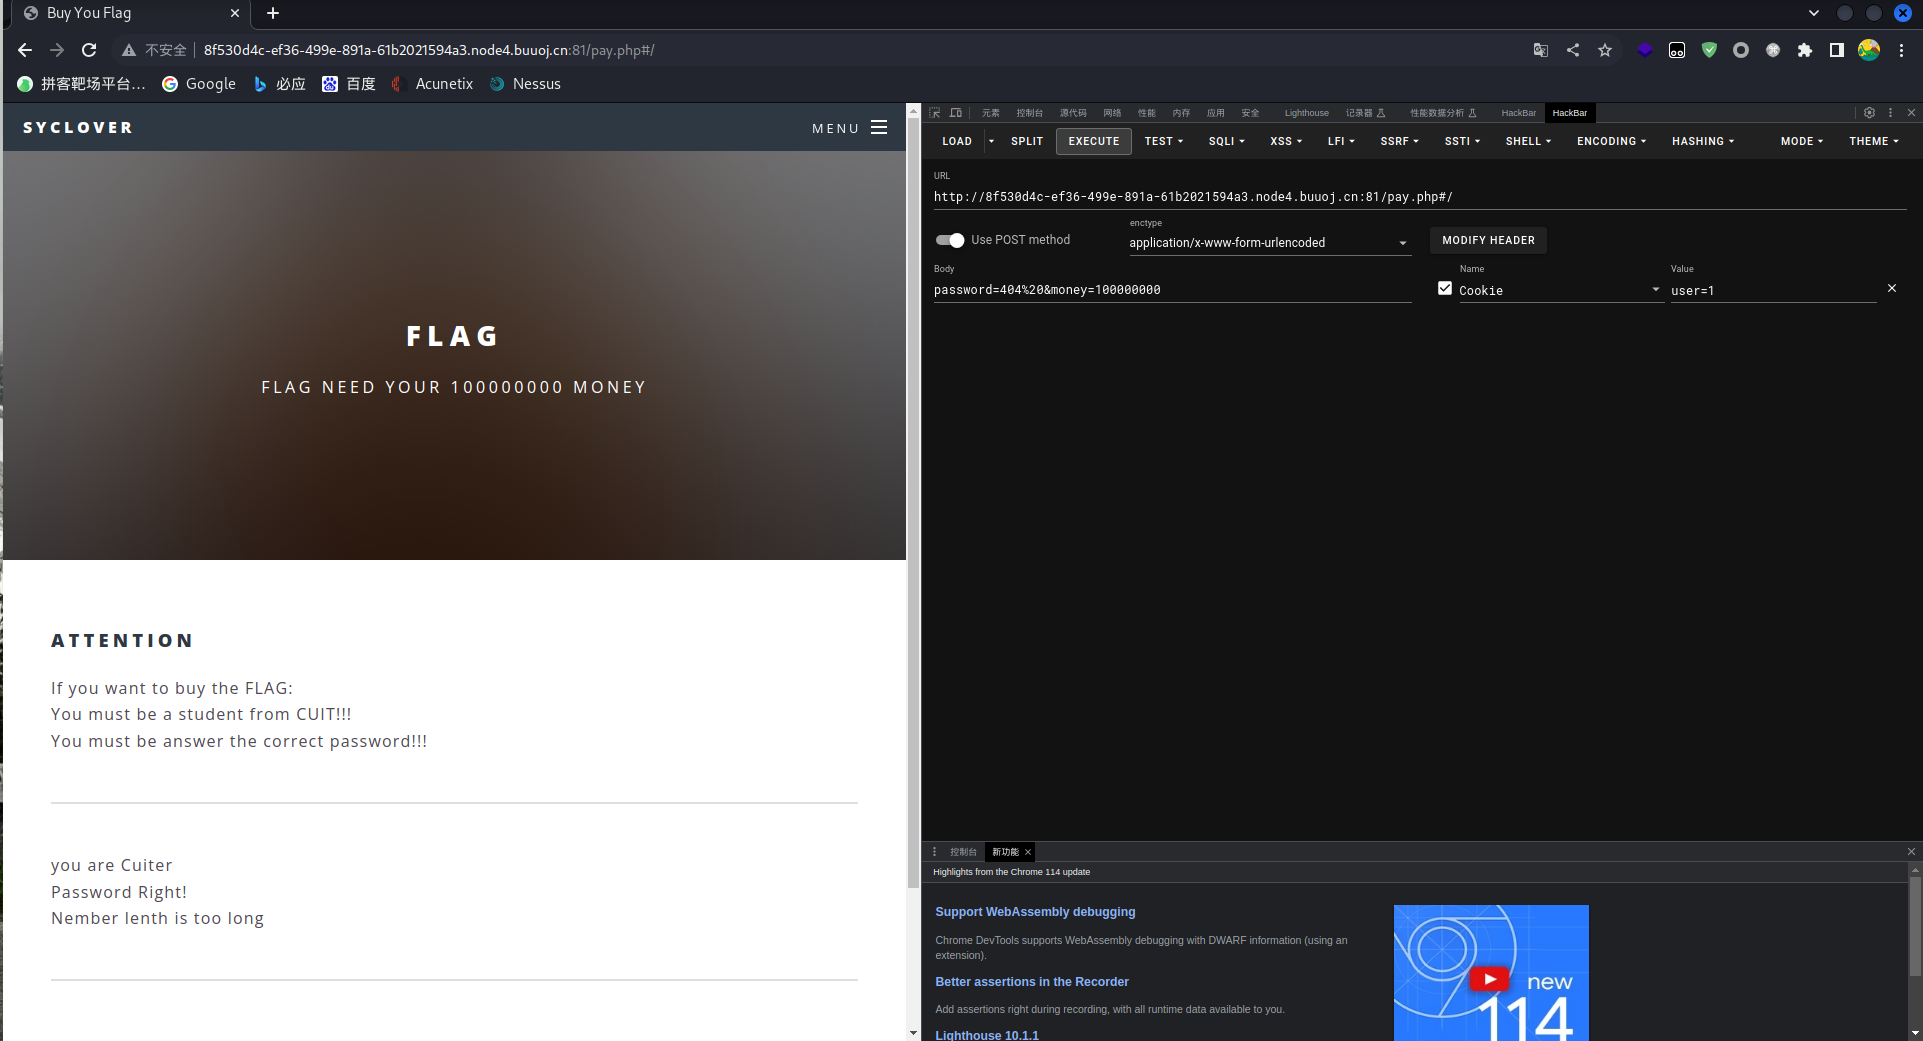 Buy You Flag
不安全 8f530d4c-ef36-499e-891a-61b2021594a3.node4.buuoj.cn:81/pay.php#/
拼客靶场平台… Google 必应 百度 Acunetix Nessus
SYCLOVER MENU
FLAG
FLAG NEED YOUR 100000000 MONEY
ATTENTION
If you want to buy the FLAG:
You must be a student from CUIT!!!
You must be answer the correct password!!!
you are Cuiter
Password Right!
Nember lenth is too long
元素 控制台 源代码 网络 性能 内存 应用 安全 Lighthouse 记录器 性能数据分析 HackBar HackBar
LOAD SPLIT EXECUTE TEST SQLI XSS LFI SSRF SSTI SHELL ENCODING HASHING MODE THEME
URL
http://8f530d4c-ef36-499e-891a-61b2021594a3.node4.buuoj.cn:81/pay.php#/
enctype
Use POST method application/x-www-form-urlencoded MODIFY HEADER
Body Name Value
password=404%20&money=100000000 Cookie user=1
控制台 新功能
Highlights from the Chrome 114 update
Support WebAssembly debugging
Chrome DevTools supports WebAssembly debugging with DWARF information (using an
extension).
Better assertions in the Recorder
Add assertions right during recording, with all runtime data available to you.
Lighthouse 10.1.1
new
114